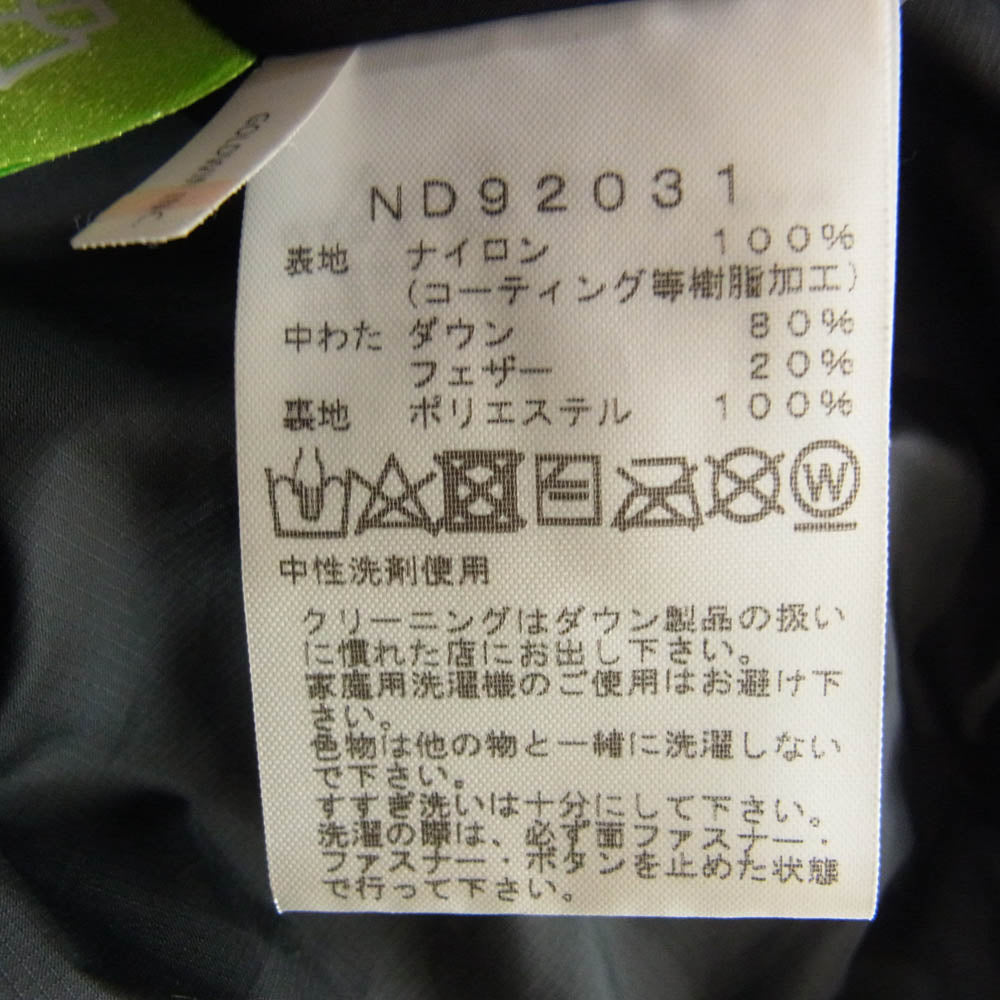 ND92031
表地 ナイロン 100%
(コーティング等樹脂加工)
中わた ダウン 80%
フェザー 20%
裏地 ポリエステル 100%
W
中性洗剤使用
クリーニングはダウン製品の扱い
に慣れた店にお出し下さい。
家庭用洗濯機のご使用はお避け下
さい。
色物は他の物と一緒に洗濯しない
で下さい。
すすぎ洗いは十分にして下さい。
洗濯の際は、必ず面ファスナー・
ファスナー・ボタンを止めた状態
で行って下さい。